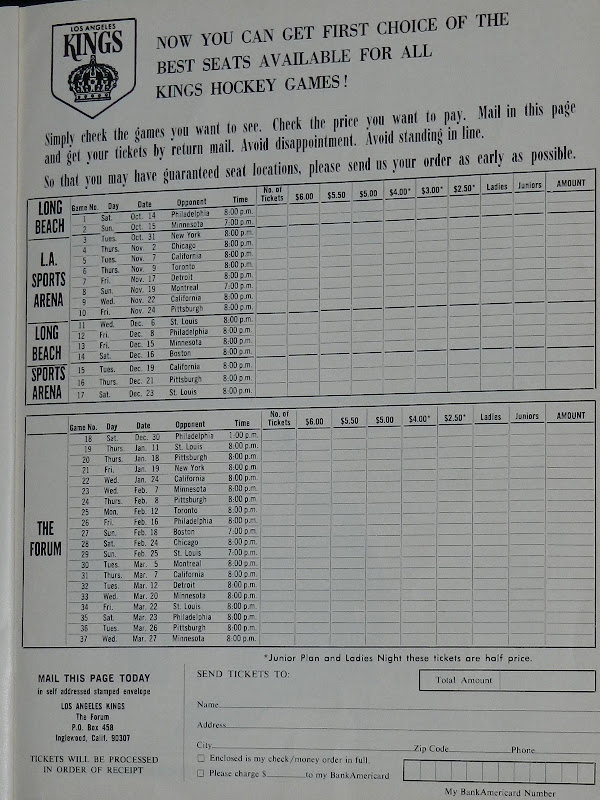 LOS ANGELES
KINGS
NOW YOU CAN GET FIRST CHOICE OF THE
BEST SEATS AVAILABLE FOR ALL
KINGS HOCKEY GAMES!
Simply check the games you want to see. Check the price you want to pay. Mail in this page
and get your tickets by return mail. Avoid disappointment. Avoid standing in line.
So that you may have guaranteed seat locations, please send us your order as early as possible.
Game No. Day Date Opponent Time No. of Tickets $6.00 $5.50 $5.00 $4.00* $3.00* $2.50* Ladies Juniors AMOUNT
LONG BEACH
1 Sat. Oct. 14 Philadelphia 8:00 p.m.
2 Sun. Oct. 15 Minnesota 7:00 p.m.
L.A. SPORTS ARENA
3 Tues. Oct. 31 New York 8:00 p.m.
4 Thurs. Nov. 2 Chicago 8:00 p.m.
5 Tues. Nov. 7 California 8:00 p.m.
6 Thurs. Nov. 9 Toronto 8:00 p.m.
7 Fri. Nov. 17 Detroit 8:00 p.m.
8 Sun. Nov. 19 Montreal 7:00 p.m.
9 Wed. Nov. 22 California 8:00 p.m.
10 Fri. Nov. 24 Pittsburgh 8:00 p.m.
LONG BEACH
11 Wed. Dec. 6 St. Louis 8:00 p.m.
12 Fri. Dec. 8 Philadelphia 8:00 p.m.
13 Fri. Dec. 15 Minnesota 8:00 p.m.
14 Sat. Dec. 16 Boston 8:00 p.m.
SPORTS ARENA
15 Tues. Dec. 19 California 8:00 p.m.
16 Thurs. Dec. 21 Pittsburgh 8:00 p.m.
17 Sat. Dec. 23 St. Louis 8:00 p.m.
Game No. Day Date Opponent Time No. of Tickets $6.00 $5.50 $5.00 $4.00* $2.50* Ladies Juniors AMOUNT
THE FORUM
18 Sat. Dec. 30 Philadelphia 1:00 p.m.
19 Thurs. Jan. 11 St. Louis 8:00 p.m.
20 Thurs. Jan. 18 Pittsburgh 8:00 p.m.
21 Fri. Jan. 19 New York 8:00 p.m.
22 Wed. Jan. 24 California 8:00 p.m.
23 Wed. Feb. 7 Minnesota 8:00 p.m.
24 Thurs. Feb. 8 Pittsburgh 8:00 p.m.
25 Mon. Feb. 12 Toronto 8:00 p.m.
26 Fri. Feb. 16 Philadelphia 8:00 p.m.
27 Sun. Feb. 18 Boston 7:00 p.m.
28 Sat. Feb. 24 Chicago 8:00 p.m.
29 Sun. Feb. 25 St. Louis 7:00 p.m.
30 Tues. Mar. 5 Montreal 8:00 p.m.
31 Thurs. Mar. 7 California 8:00 p.m.
32 Tues. Mar. 12 Detroit 8:00 p.m.
33 Wed. Mar. 20 Minnesota 8:00 p.m.
34 Fri. Mar. 22 St. Louis 8:00 p.m.
35 Sat. Mar. 23 Philadelphia 8:00 p.m.
36 Tues. Mar. 26 Pittsburgh 8:00 p.m.
37 Wed. Mar. 27 Minnesota 8:00 p.m.
*Junior Plan and Ladies Night these tickets are half price.
MAIL THIS PAGE TODAY
in self addressed stamped envelope
LOS ANGELES KINGS
The Forum
P.O. Box 458
Inglewood, Calif. 90307
TICKETS WILL BE PROCESSED
IN ORDER OF RECEIPT
SEND TICKETS TO:
Total Amount
Name
Address
City Zip Code Phone
Enclosed is my check/money order in full.
Please charge $ to my BankAmericard
My BankAmericard Number